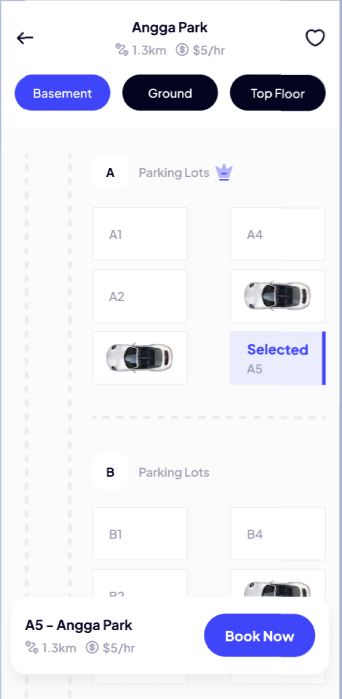 Angga Park
1.3km $5/hr
Basement Ground Top Floor
A Parking Lots
A1 A4
A2
Selected
A5
B Parking Lots
B1 B4
B2
A5 - Angga Park
1.3km $5/hr
Book Now